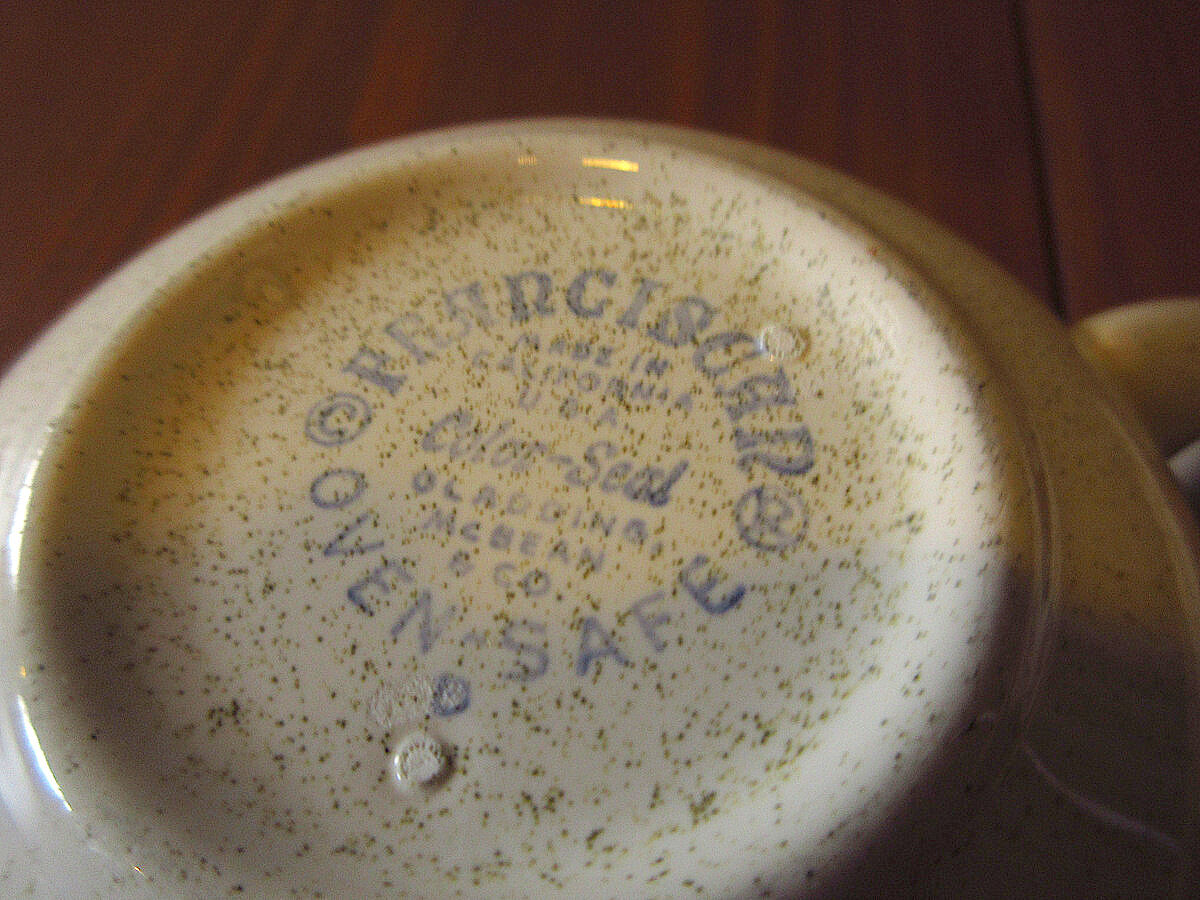 © FRANCISCAN ®
MADE IN
CALIFORNIA
U S A
Color-Seal
GLADDING,
McBEAN
& CO.
OVEN-SAFE